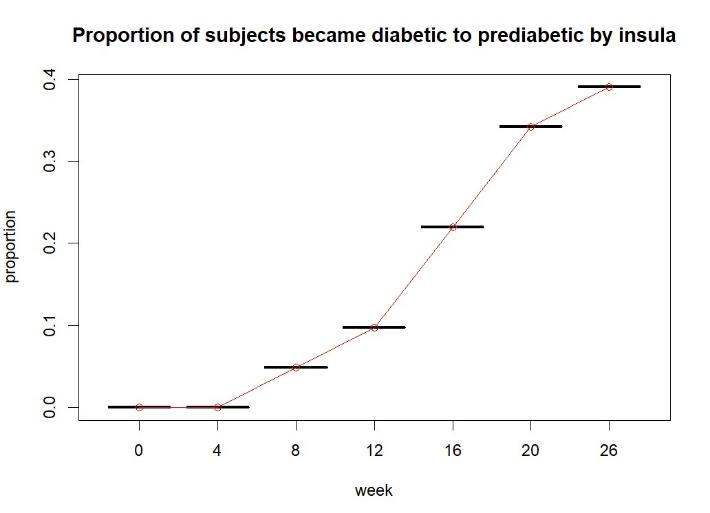 Proportion of subjects became diabetic to prediabetic by insula
proportion
0.4
0.3
0.2
0.1
0.0
0 4 8 12 16 20 26
week